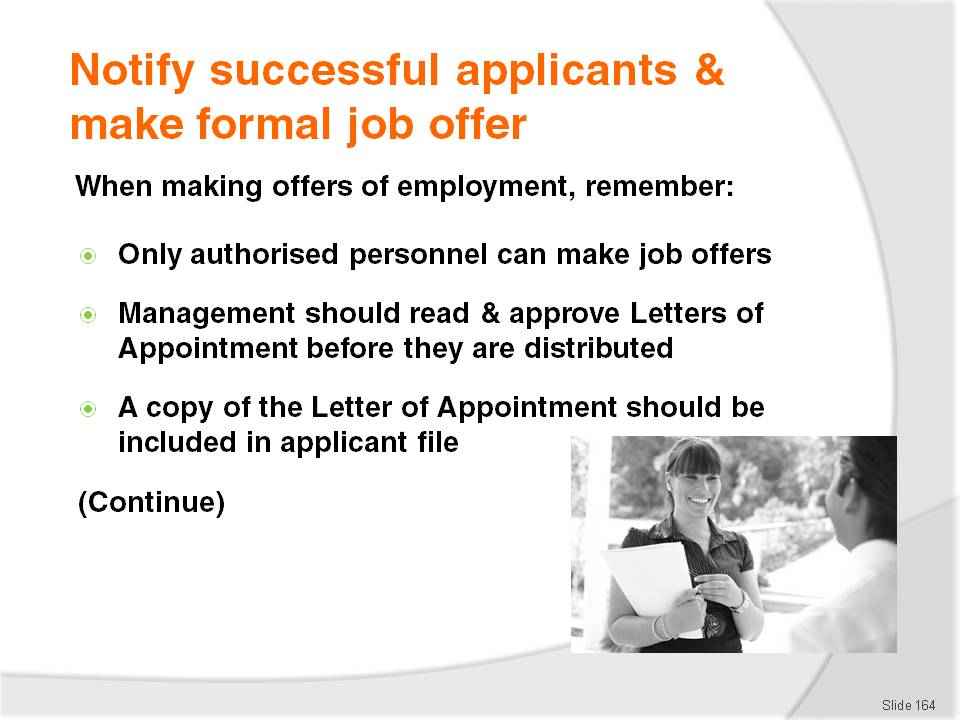 Notify successful applicants &
make formal job offer
When making offers of employment, remember:
Only authorised personnel can make job offers
Management should read & approve Letters of
Appointment before they are distributed
A copy of the Letter of Appointment should be
included in applicant file
(Continue)
Slide 164